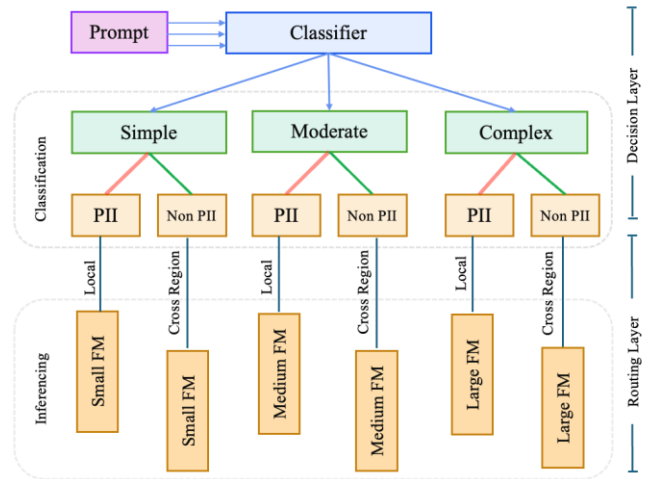 Prompt
Classifier
Decision Layer
Classification
Simple
Moderate
Complex
PII
Non PII
PII
Non PII
PII
Non PII
Local
Cross Region
Local
Cross Region
Local
Cross Region
Routing Layer
Inferencing
Small FM
Small FM
Medium FM
Medium FM
Large FM
Large FM